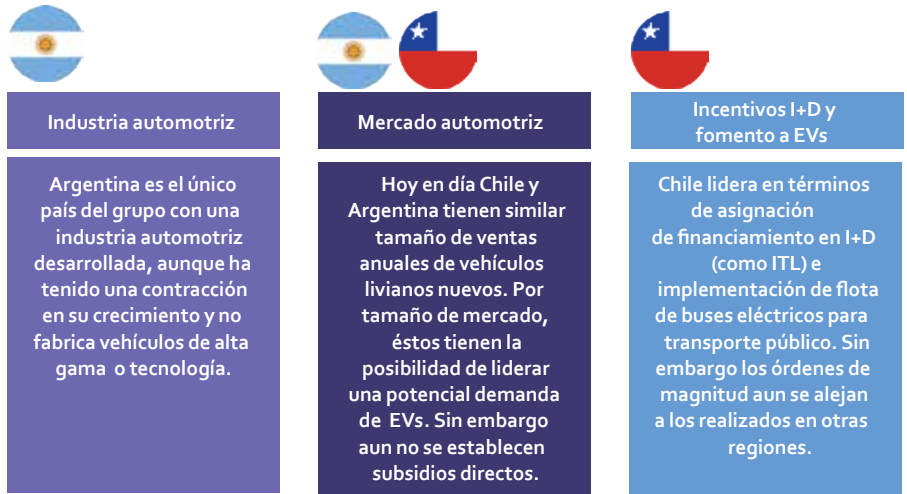 Industria automotriz
Argentina es el único
país del grupo con una
industria automotriz
desarrollada, aunque ha
tenido una contracción
en su crecimiento y no
fabrica vehículos de alta
gama o tecnología.
Mercado automotriz
Hoy en día Chile y
Argentina tienen similar
tamaño de ventas
anuales de vehículos
livianos nuevos. Por
tamaño de mercado,
éstos tienen la
posibilidad de liderar
una potencial demanda
de EVs. Sin embargo
aun no se establecen
subsidios directos.
Incentivos I+D y
fomento a EVs
Chile lidera en términos
de asignación
de financiamiento en I+D
(como ITL) e
implementación de flota
de buses eléctricos para
transporte público. Sin
embargo los órdenes de
magnitud aun se alejan
a los realizados en otras
regiones.